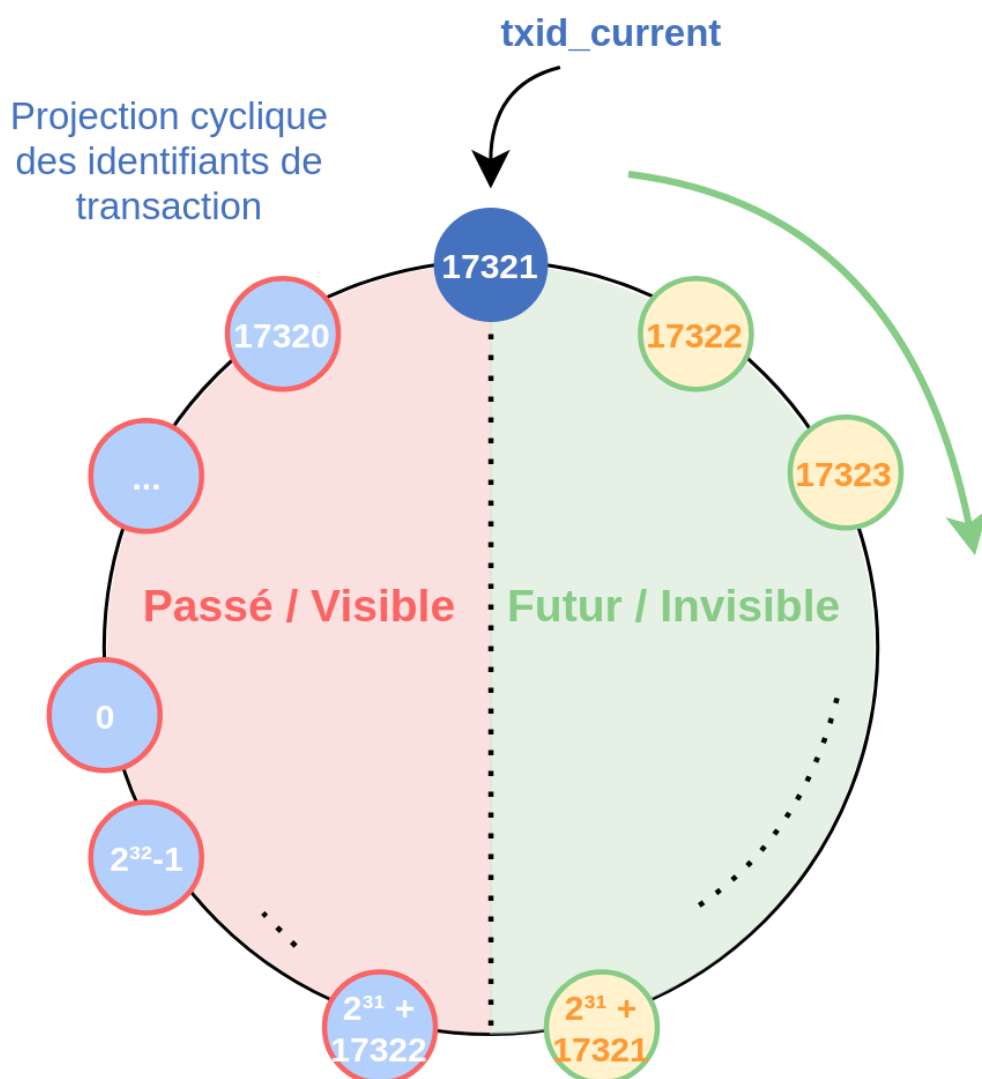 txid_current
Projection cyclique
des identifiants de
transaction
17321
17320
17322
...
17323
Passé / Visible
Futur / Invisible
0
2³²-1
2³¹ +
17322
2³¹ +
17321